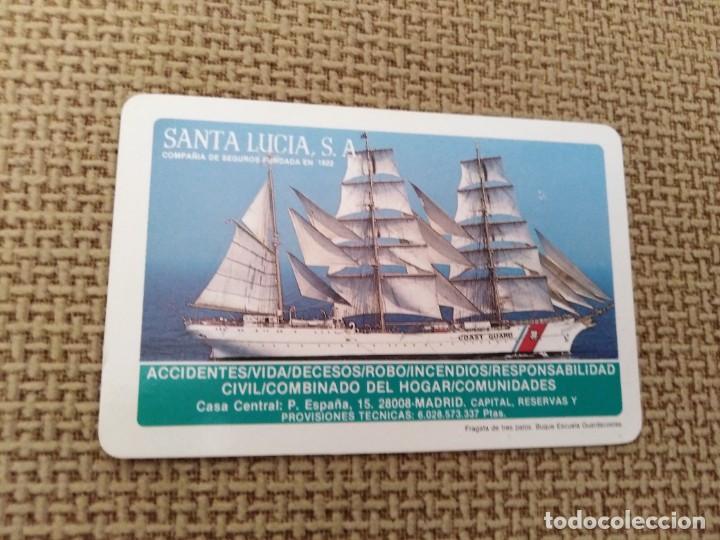 SANTA LUCIA, S. A.
COMPAÑIA DE SEGUROS FUNDADA EN 1922
COAST GUARD
ACCIDENTES/VIDA/DECESOS/ROBO/INCENDIOS/RESPONSABILIDAD
CIVIL/COMBINADO DEL HOGAR/COMUNIDADES
Casa Central: P. España, 15. 28008-MADRID. CAPITAL, RESERVAS Y
PROVISIONES TECNICAS: 6.028.573.337 Ptas.
Fragata de tres palos. Buque Escuela Guardacostas
todocoleccion